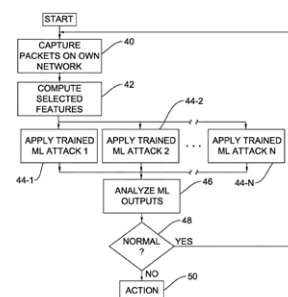 START
CAPTURE
PACKETS ON OWN
NETWORK
40
COMPUTE
SELECTED
FEATURES
42
44-2
APPLY TRAINED
ML ATTACK 1
APPLY TRAINED
ML ATTACK 2
. . .
APPLY TRAINED
ML ATTACK N
44-1
46
44-N
ANALYZE ML
OUTPUTS
48
NORMAL
?
YES
NO
50
ACTION